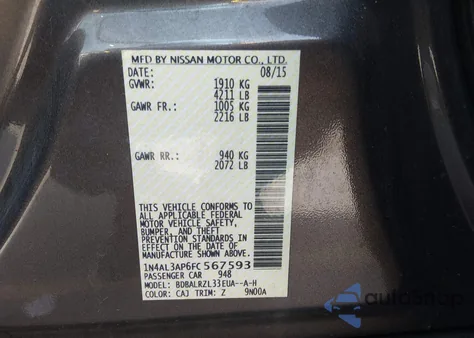 MFD BY NISSAN MOTOR CO., LTD.
DATE: 08/15
GVWR: 1910 KG
4211 LB
GAWR FR.: 1005 KG
2216 LB
GAWR RR.: 940 KG
2072 LB
THIS VEHICLE CONFORMS TO
ALL APPLICABLE FEDERAL
MOTOR VEHICLE SAFETY,
BUMPER, AND THEFT
PREVENTION STANDARDS IN
EFFECT ON THE DATE OF
MANUFACTURE SHOWN ABOVE.
1N4AL3AP6FC567593
PASSENGER CAR 948
MODEL: BDBALRZL33EUA--A-H
COLOR: CAJ TRIM: Z 9N00A
autosnap